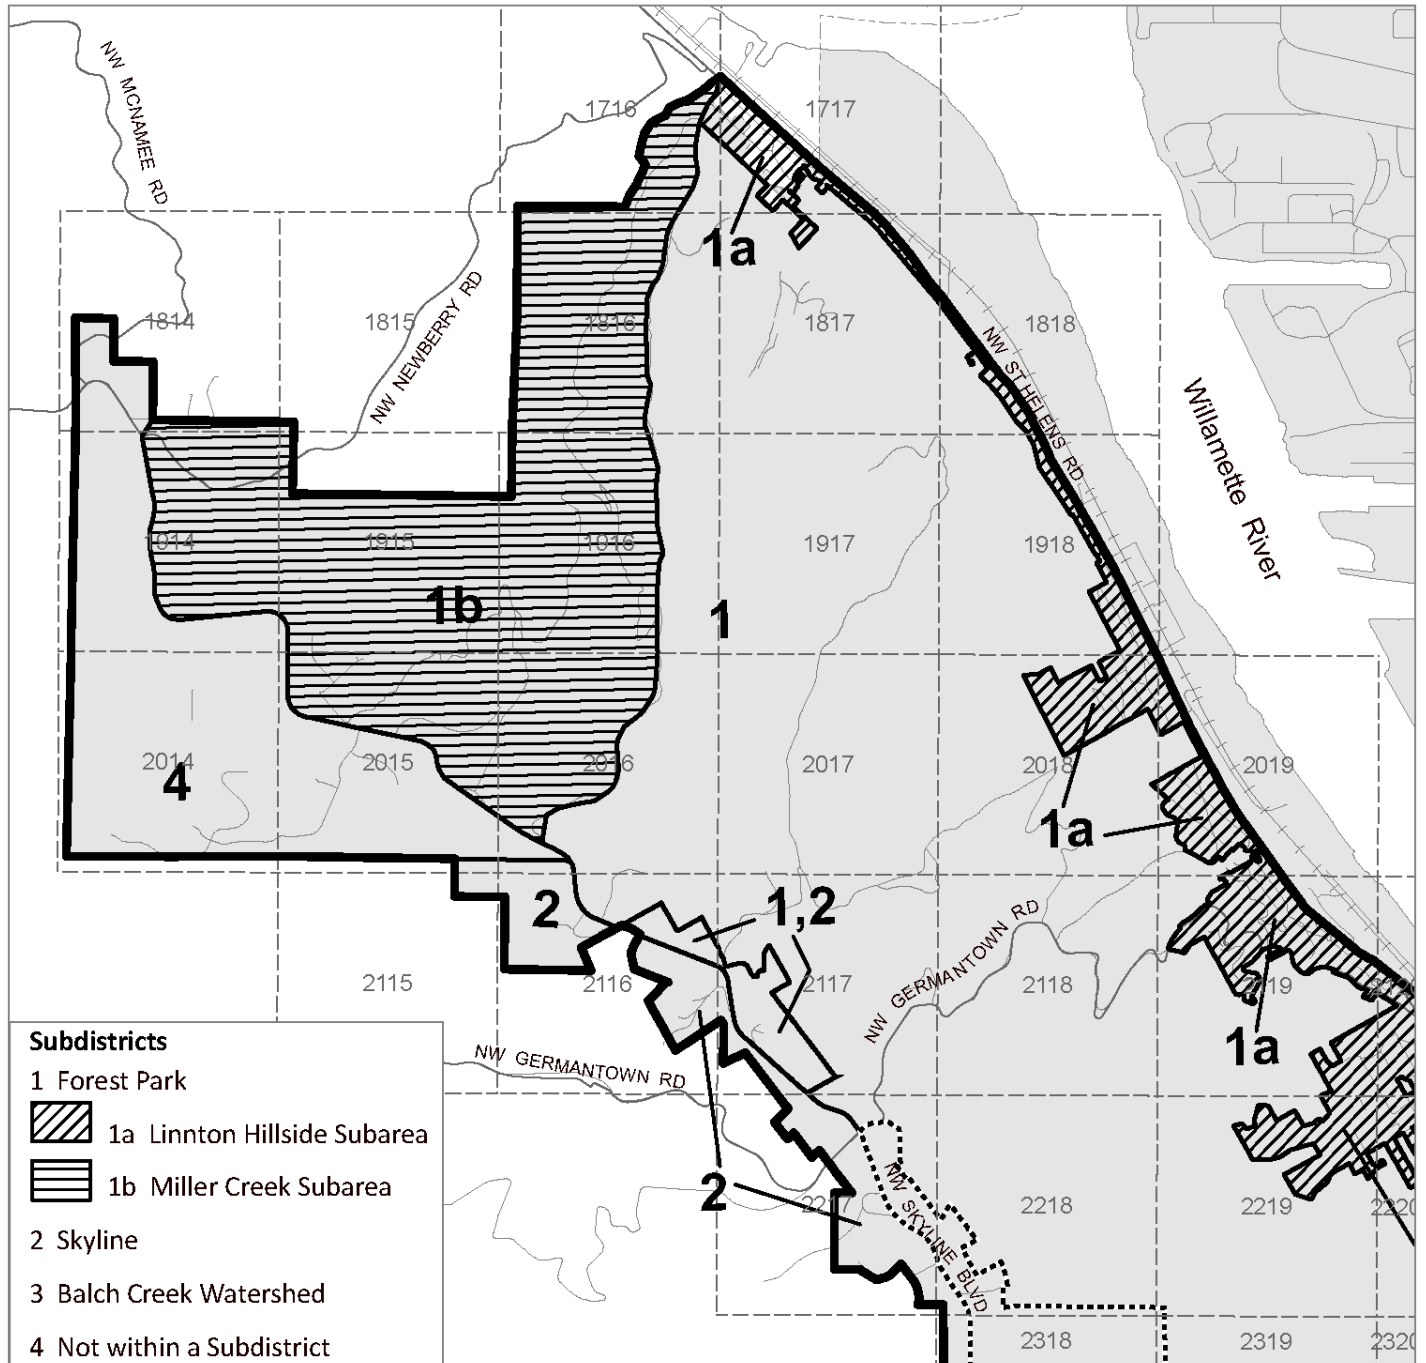 NW MCNAMEE RD
1716
1717
1a
1814
1815
NW NEWBERRY RD
1816
1817
1818
NW ST HELENS RD
Willamette River
1914
1915
1916
1917
1918
1b
1
2014
4
2015
2016
2017
2018
2019
1a
2
1,2
NW GERMANTOWN RD
2115
2116
2117
2118
2119
2120
1a
NW GERMANTOWN RD
2
2217
NW SKYLINE BLVD
2218
2219
2220
2318
2319
2320
Subdistricts
1 Forest Park
1a Linnton Hillside Subarea
1b Miller Creek Subarea
2 Skyline
3 Balch Creek Watershed
4 Not within a Subdistrict